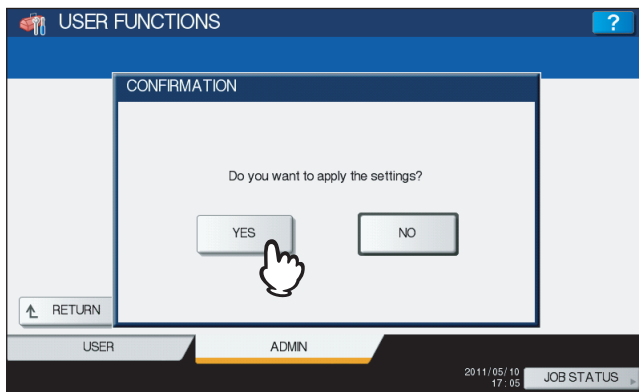 USER FUNCTIONS
?
CONFIRMATION
Do you want to apply the settings?
YES
NO
RETURN
USER
ADMIN
2011/05/10
17:05
JOB STATUS